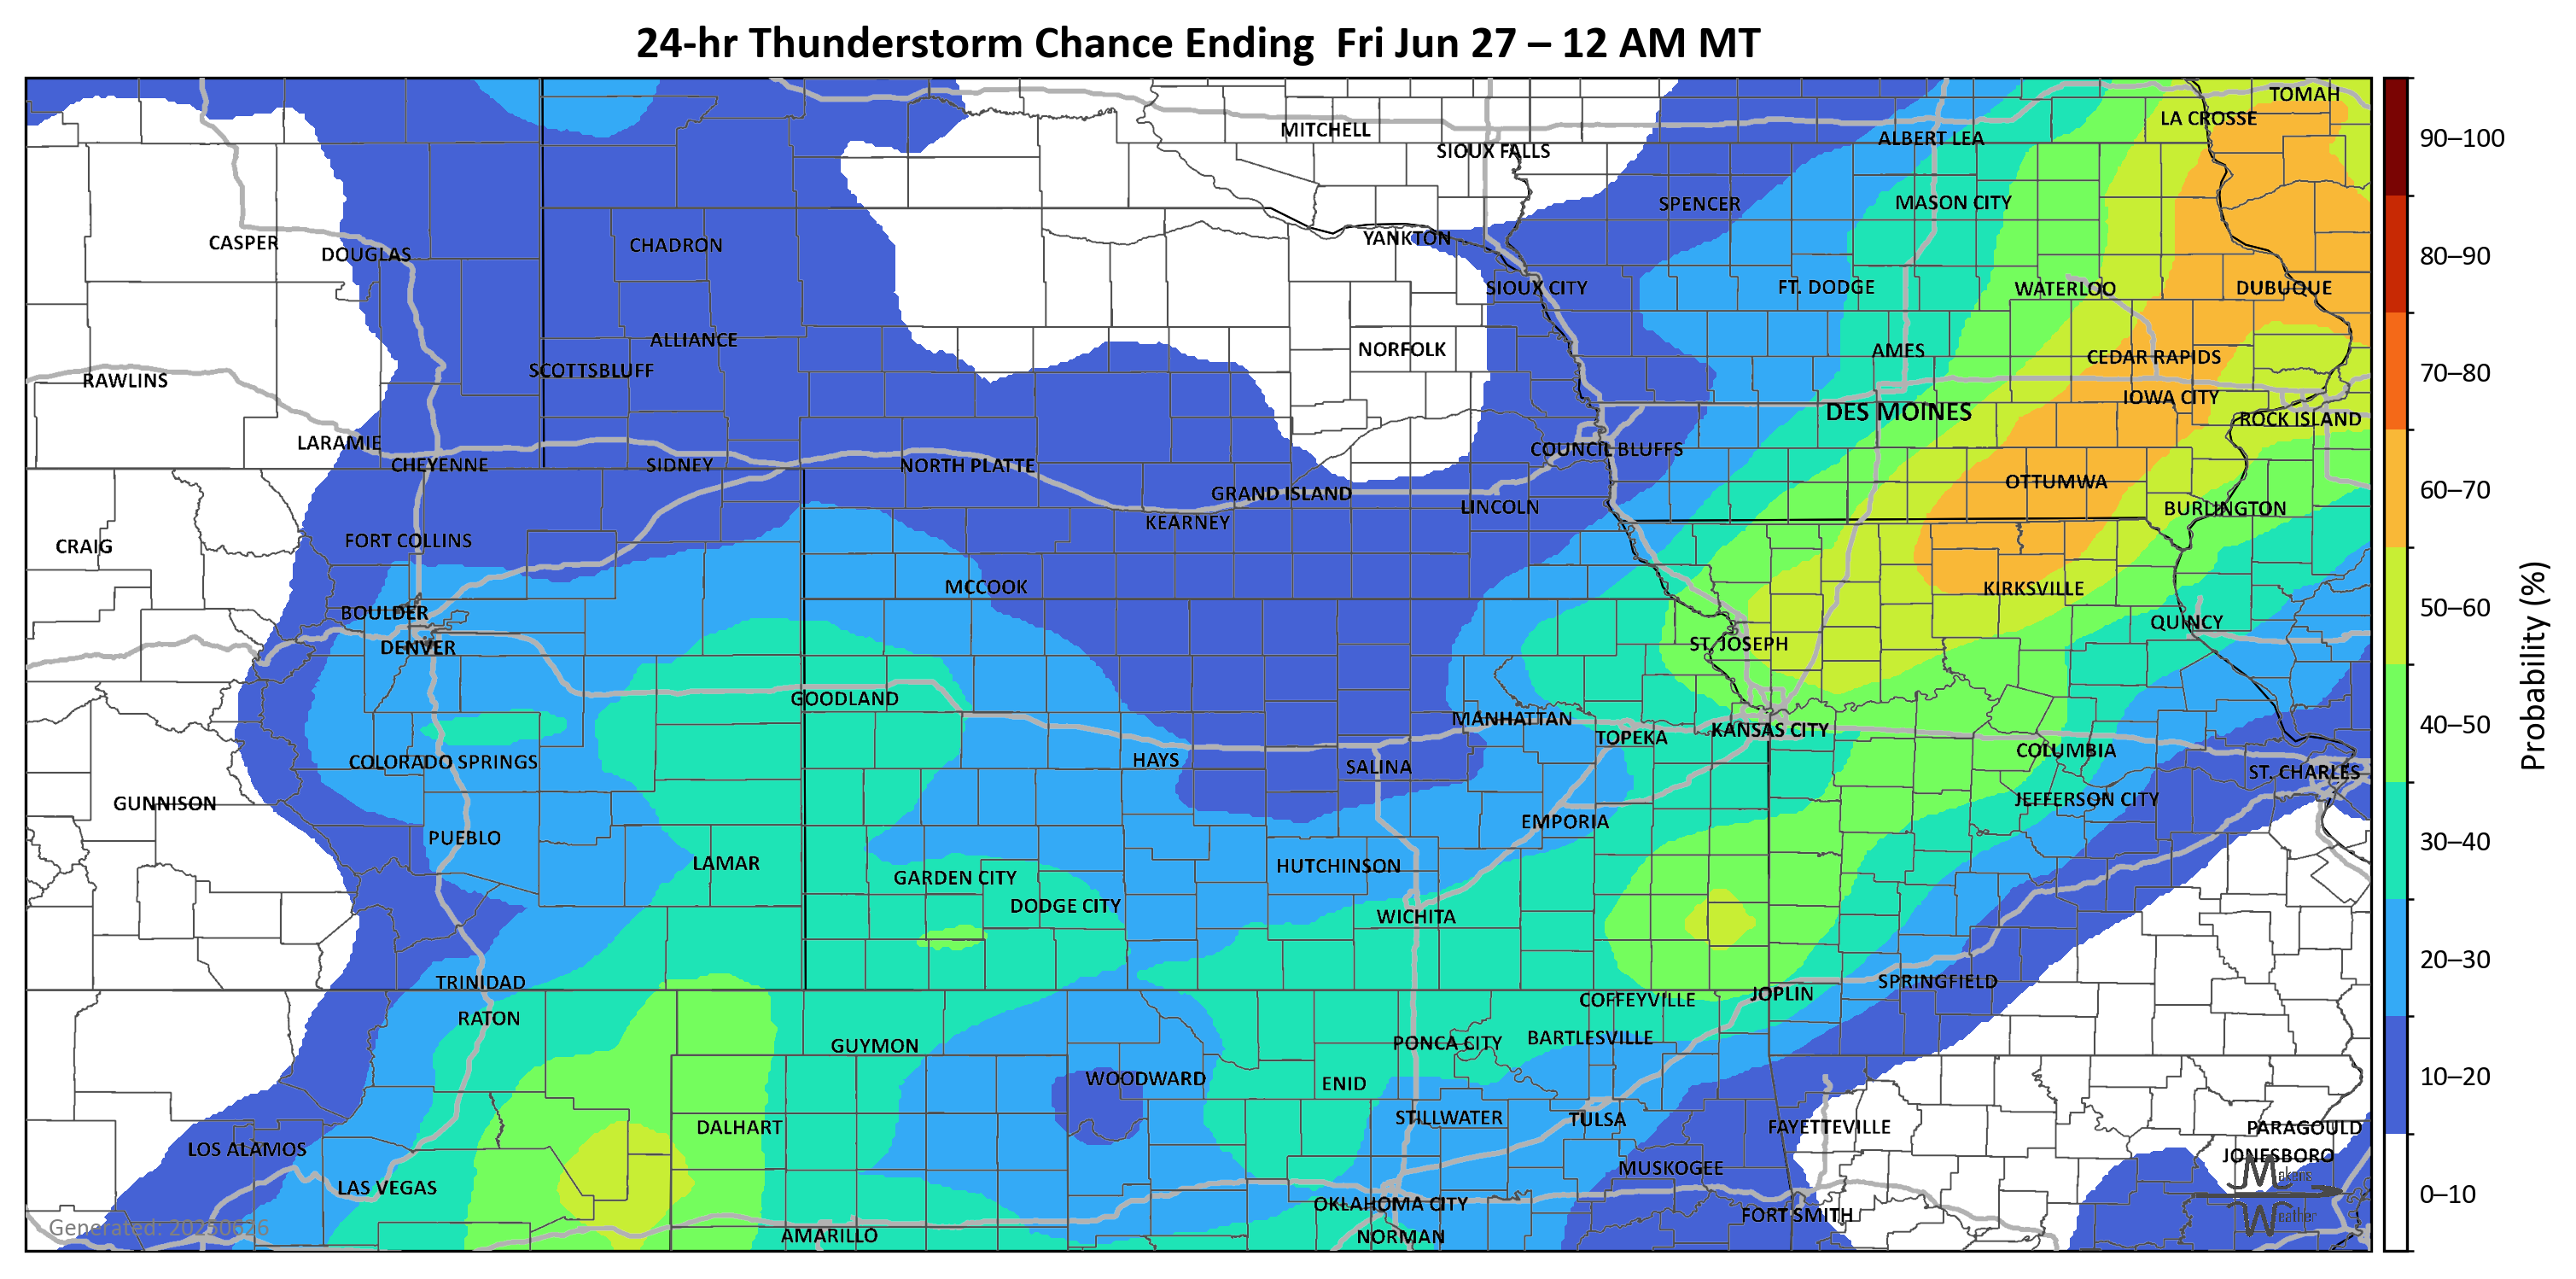 24-hr Thunderstorm Chance Ending  Fri Jun 27 – 12 AM MT
TOMAH
LA CROSSE
MITCHELL
ALBERT LEA
90–100
SIOUX FALLS
SPENCER
MASON CITY
YANKTON
CASPER
CHADRON
DOUGLAS
80–90
SIOUX CITY
FT. DODGE
WATERLOO
DUBUQUE
ALLIANCE
NORFOLK
AMES
CEDAR RAPIDS
SCOTTSBLUFF
70–80
RAWLINS
IOWA CITY
DES MOINES
ROCK ISLAND
LARAMIE
COUNCIL BLUFFS
CHEYENNE
SIDNEY
NORTH PLATTE
OTTUMWA
60–70
GRAND ISLAND
LINCOLN
BURLINGTON
KEARNEY
CRAIG
FORT COLLINS
MCCOOK
KIRKSVILLE
50–60
BOULDER
QUINCY
DENVER
ST. JOSEPH
Probability (%)
GOODLAND
MANHATTAN
40–50
KANSAS CITY
TOPEKA
COLUMBIA
COLORADO SPRINGS
HAYS
SALINA
ST. CHARLES
GUNNISON
JEFFERSON CITY
EMPORIA
PUEBLO
30–40
LAMAR
HUTCHINSON
GARDEN CITY
DODGE CITY
WICHITA
20–30
TRINIDAD
SPRINGFIELD
JOPLIN
COFFEYVILLE
RATON
BARTLESVILLE
PONCA CITY
GUYMON
WOODWARD
10–20
ENID
STILLWATER
TULSA
DALHART
FAYETTEVILLE
PARAGOULD
LOS ALAMOS
JONESBORO
MUSKOGEE
Makens
LAS VEGAS
0–10
OKLAHOMA CITY
FORT SMITH
Weather
Generated: 20250626
AMARILLO
NORMAN